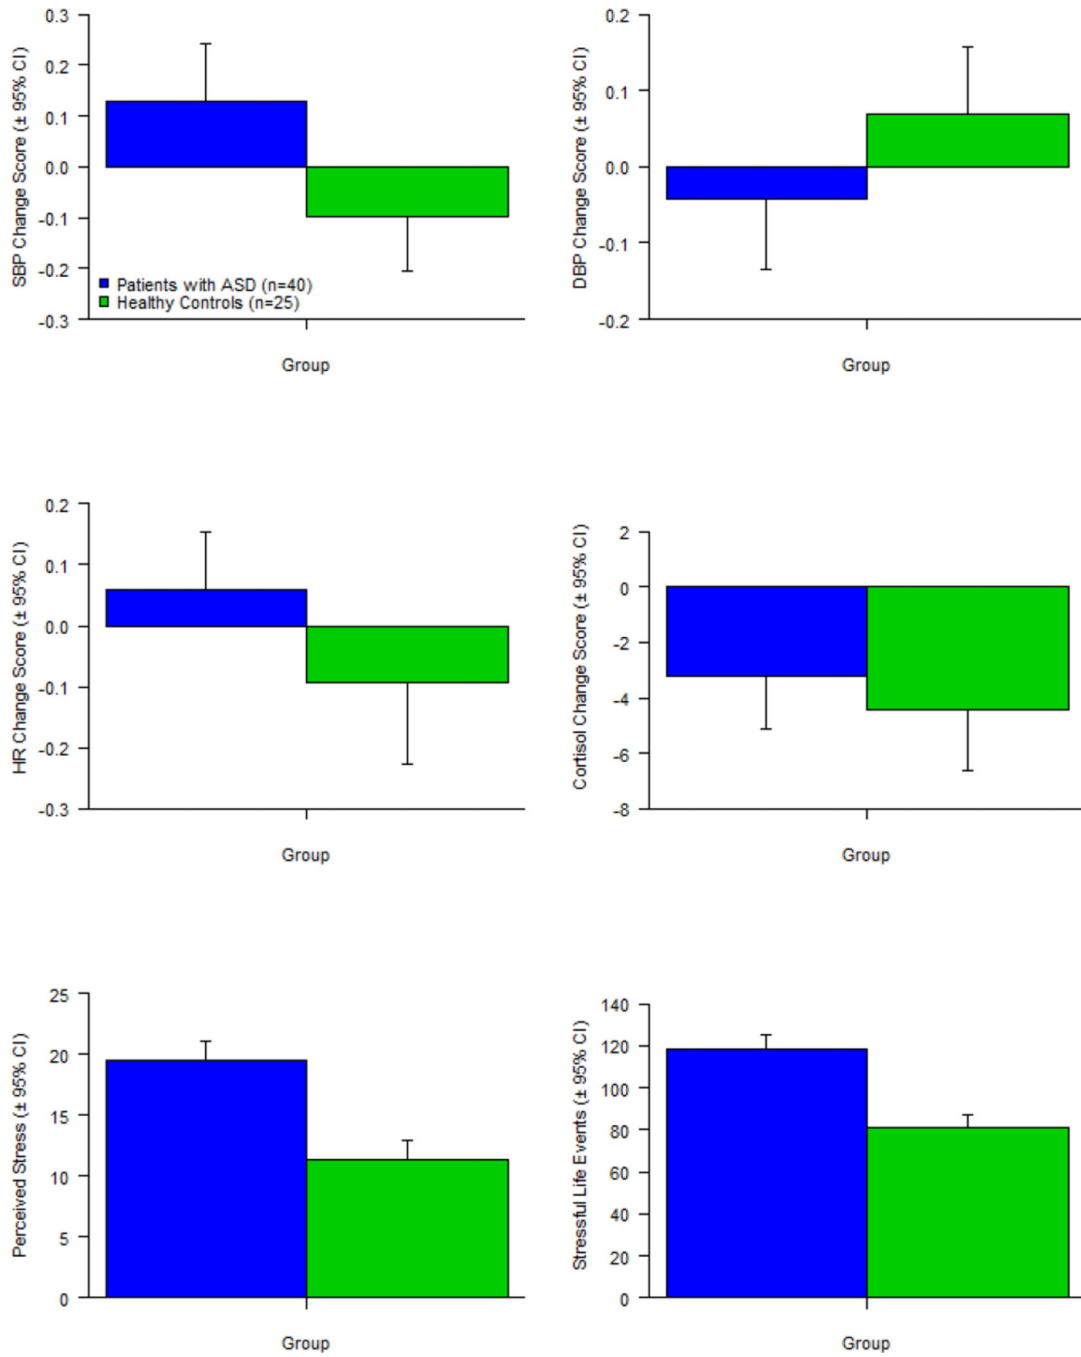 SBP Change Score (± 95% CI)
0.3
0.2
0.1
0.0
-0.1
-0.2
-0.3
Patients with ASD (n=40)
Healthy Controls (n=25)
Group
DBP Change Score (± 95% CI)
0.2
0.1
0.0
-0.1
-0.2
Group
HR Change Score (± 95% CI)
0.2
0.1
0.0
-0.1
-0.2
-0.3
Group
Cortisol Change Score (± 95% CI)
2
0
-2
-4
-6
-8
Group
Perceived Stress (± 95% CI)
25
20
15
10
5
0
Group
Stressful Life Events (± 95% CI)
140
120
100
80
60
40
20
0
Group